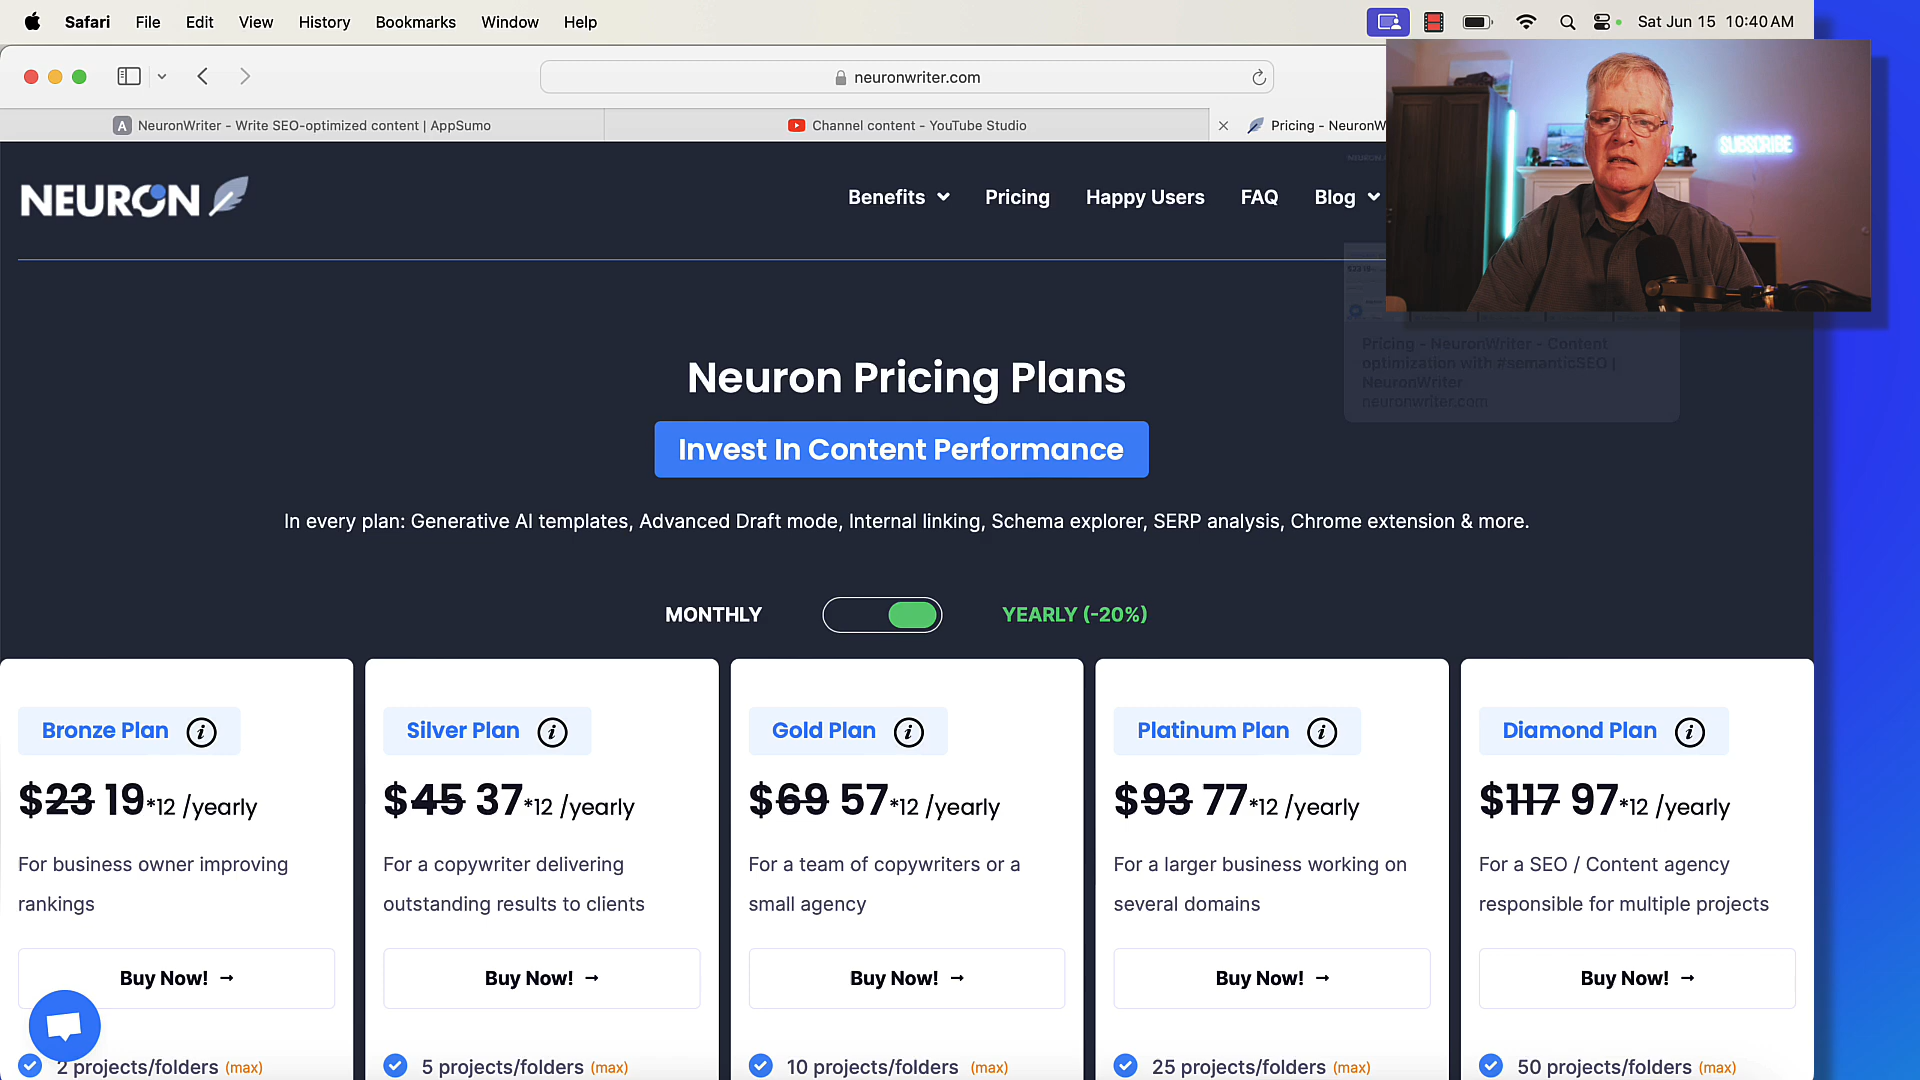 Safari File Edit View History Bookmarks Window Help Sat Jun 15 10:40 AM
neuronwriter.com
NeuronWriter - Write SEO-optimized content | AppSumo
Channel content - YouTube Studio
Pricing - NeuronW
SUBSCRIBE
NEURON
Benefits Pricing Happy Users FAQ Blog
Pricing - NeuronWriter - Content
optimization with #semanticSEO |
NeuronWriter
neuronwriter.com
Neuron Pricing Plans
Invest In Content Performance
In every plan: Generative AI templates, Advanced Draft mode, Internal linking, Schema explorer, SERP analysis, Chrome extension & more.
MONTHLY YEARLY (-20%)
Bronze Plan i
$23 19*12 /yearly
For business owner improving
rankings
Buy Now! →
2 projects/folders (max)
Silver Plan i
$45 37*12 /yearly
For a copywriter delivering
outstanding results to clients
Buy Now! →
5 projects/folders (max)
Gold Plan i
$69 57*12 /yearly
For a team of copywriters or a
small agency
Buy Now! →
10 projects/folders (max)
Platinum Plan i
$93 77*12 /yearly
For a larger business working on
several domains
Buy Now! →
25 projects/folders (max)
Diamond Plan i
$117 97*12 /yearly
For a SEO / Content agency
responsible for multiple projects
Buy Now! →
50 projects/folders (max)